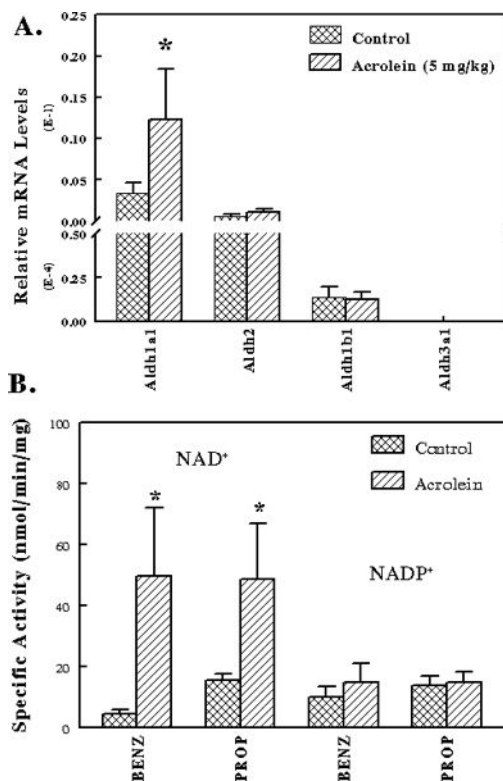 A.
*
Control
Acrolein (5 mg/kg)
Relative mRNA Levels
(E-1)
(E-4)
0.25
0.20
0.15
0.10
0.05
0.00
0.50
0.25
0.00
Aldh1a1
Aldh2
Aldh1b1
Aldh3a1
B.
Specific Activity (nmol/min/mg)
100
80
60
40
20
0
NAD⁺
Control
Acrolein
*
*
NADP⁺
BENZ
PROP
BENZ
PROP